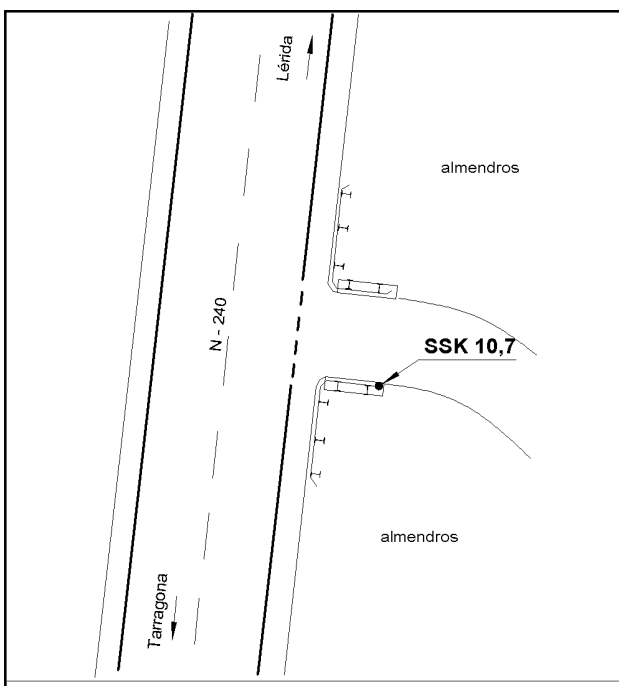 Lérida
almendros
N - 240
SSK 10,7
almendros
Tarragona